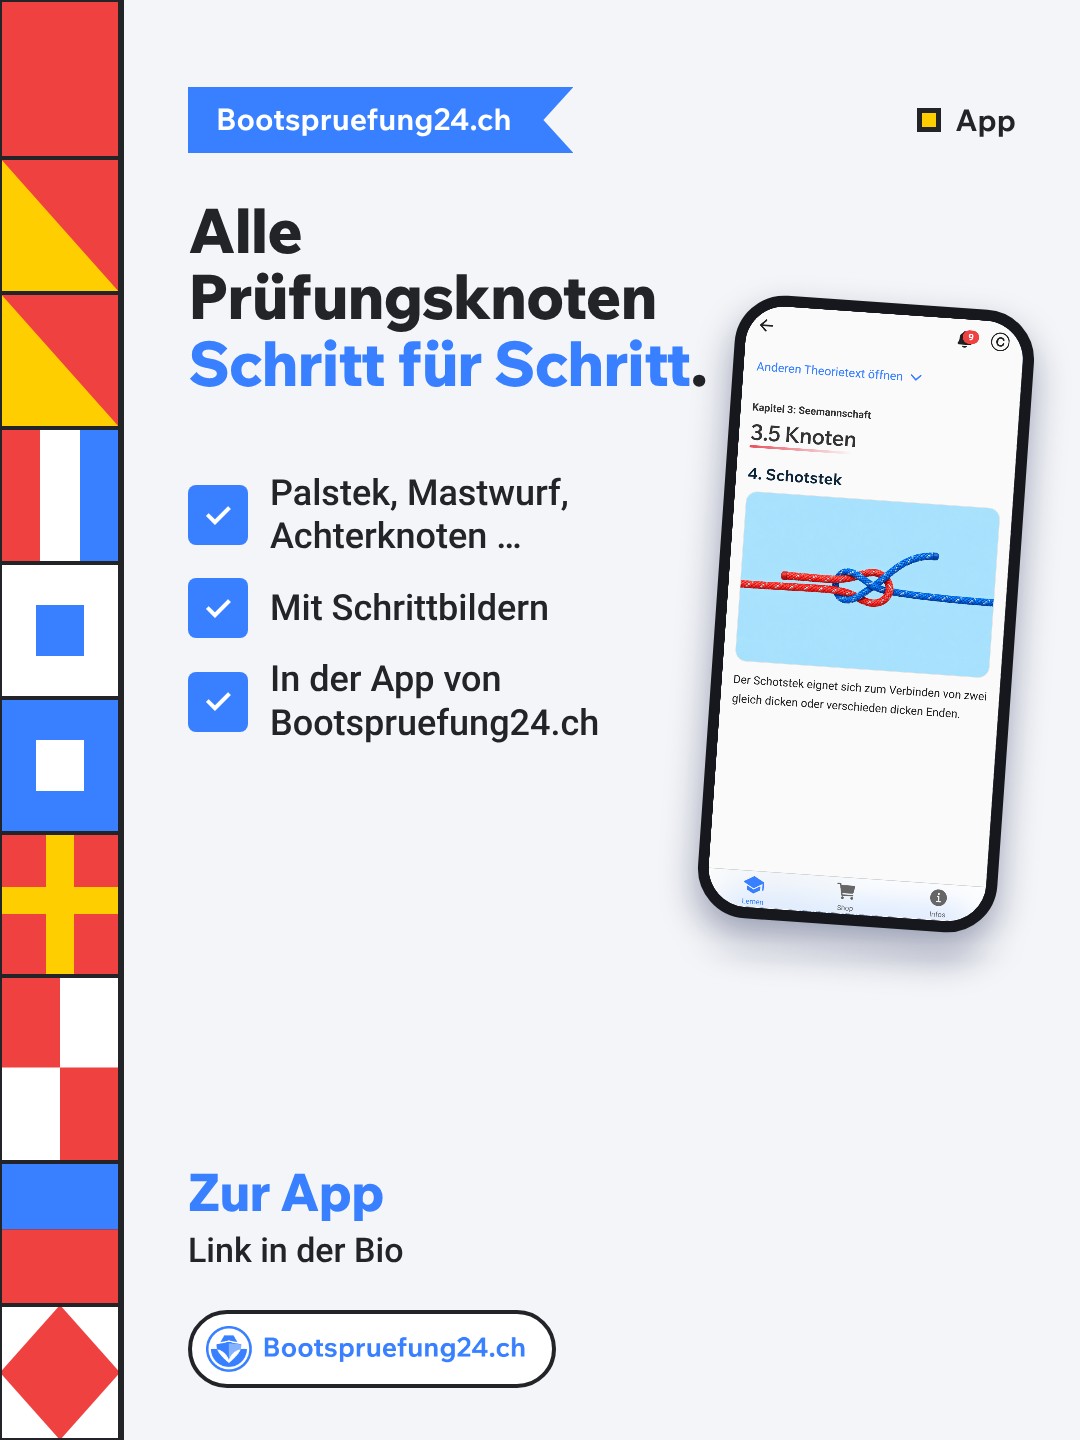 Bootspruefung24.ch
App
Alle
Prüfungsknoten
Schritt für Schritt.
Palstek, Mastwurf,
Achterknoten ...
Mit Schrittbildern
In der App von
Bootspruefung24.ch
9
C
Anderen Theorietext öffnen
Kapitel 3: Seemannschaft
3.5 Knoten
4. Schotstek
Der Schotstek eignet sich zum Verbinden von zwei
gleich dicken oder verschieden dicken Enden.
Lernen
Shop
Infos
Zur App
Link in der Bio
Bootspruefung24.ch